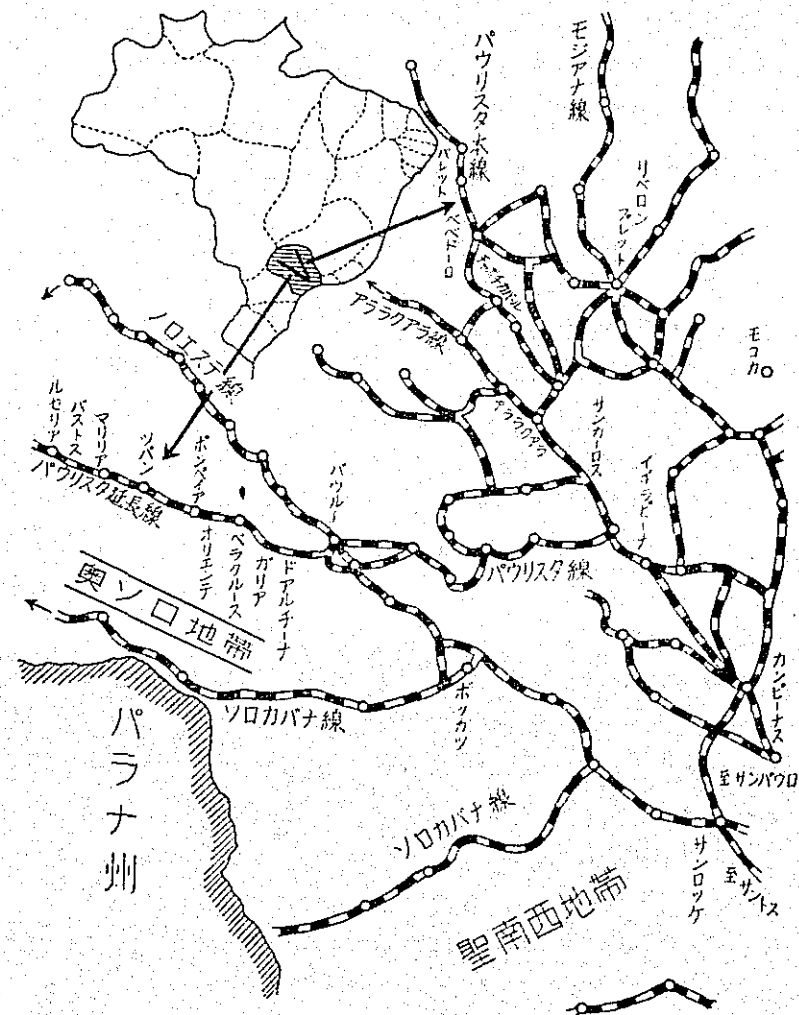 パウリスタ本線
モジアナ線
バレット
ベベドーロ
リベロン
プレット
アララクアラ線
モコカ
ノロエステ線
アララクアラ
サンカロス
ルセリア
バストス
マリリア
ツパン
ポンペイア
バウルー
パウリスタ延長線
オリエンテ
ベラクルース
ガリア
ドアルチーナ
パウリスタ線
奥ソロ地帯
カンピーナス
ソロカバナ線
ボツカツ
至サンパウロ
パラナ州
ソロカバナ線
サンロッケ
至サントス
聖南西地帯